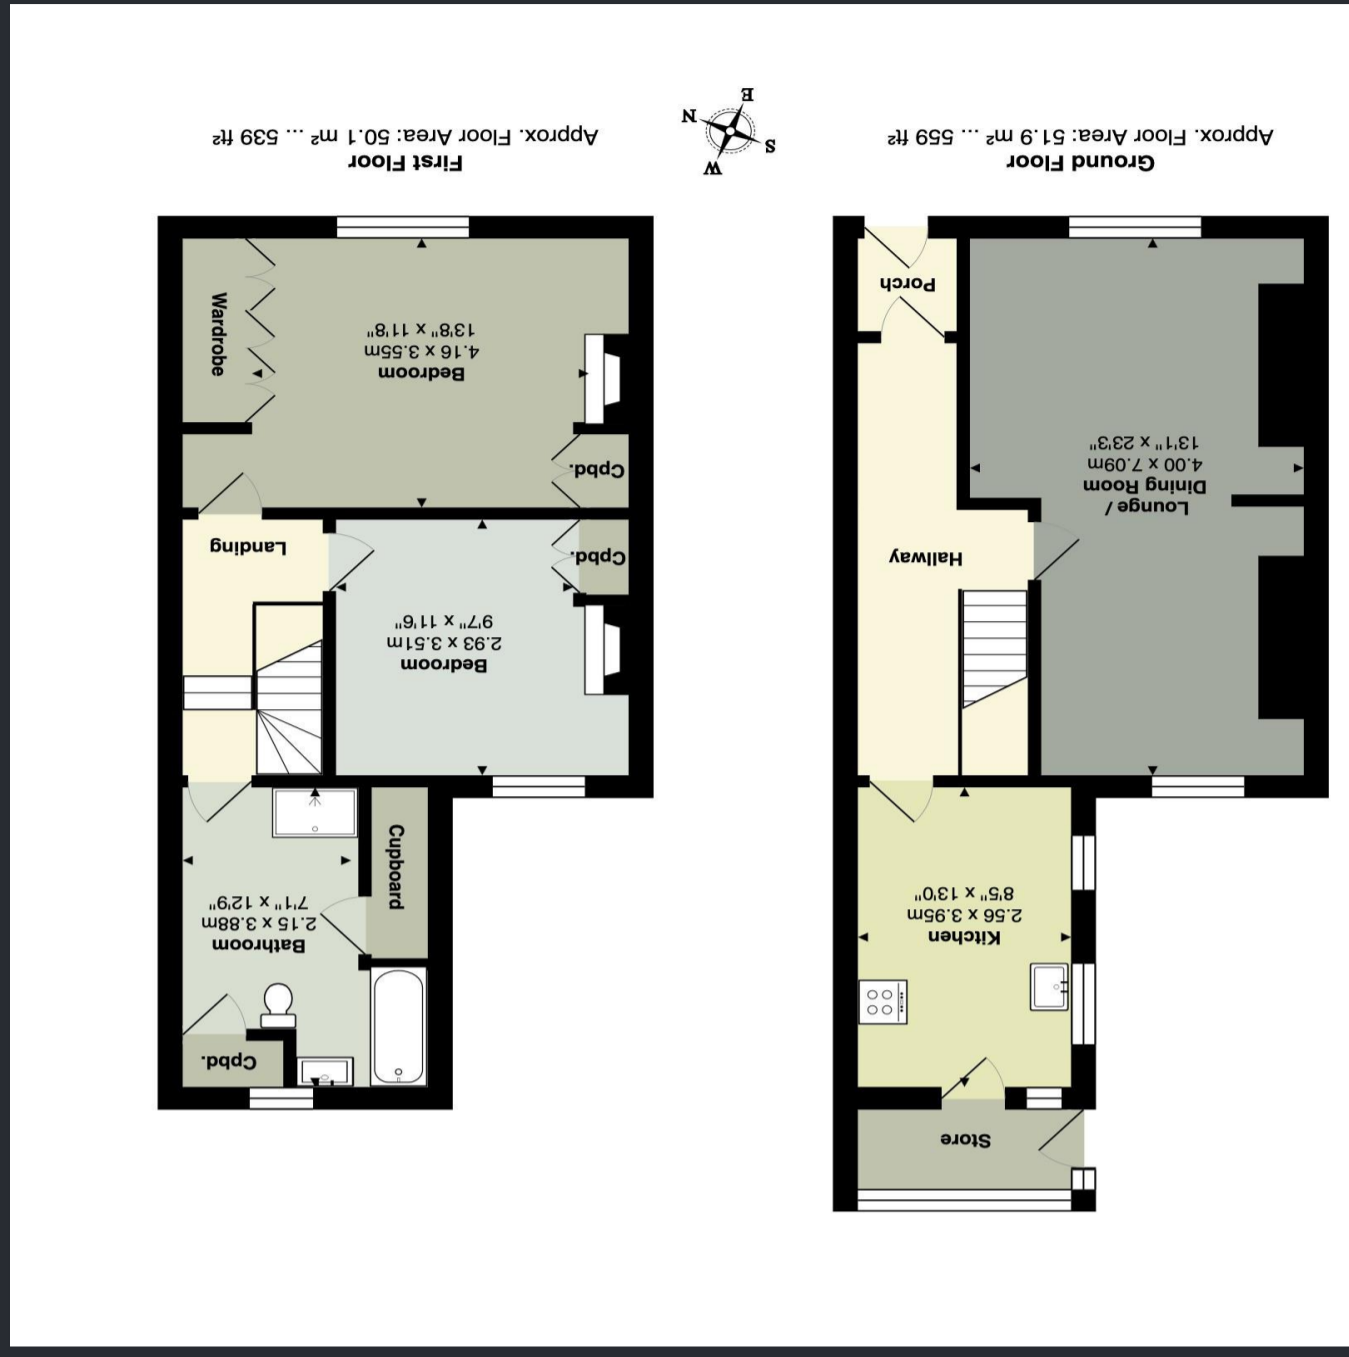 Ground Floor
Approx. Floor Area: 51.9 m² ... 559 ft²
Store
Kitchen
2.56 x 3.95m
8'5" x 13'0"
Hallway
Lounge /
Dining Room
4.00 x 7.09m
13'1" x 23'3"
Porch
First Floor
Approx. Floor Area: 50.1 m² ... 539 ft²
Cpbd.
Bathroom
2.15 x 3.88m
7'1" x 12'9"
Cupboard
Bedroom
2.93 x 3.51m
9'7" x 11'6"
Cpbd.
Landing
Cpbd.
Bedroom
4.16 x 3.55m
13'8" x 11'8"
Wardrobe
W
S
N
E